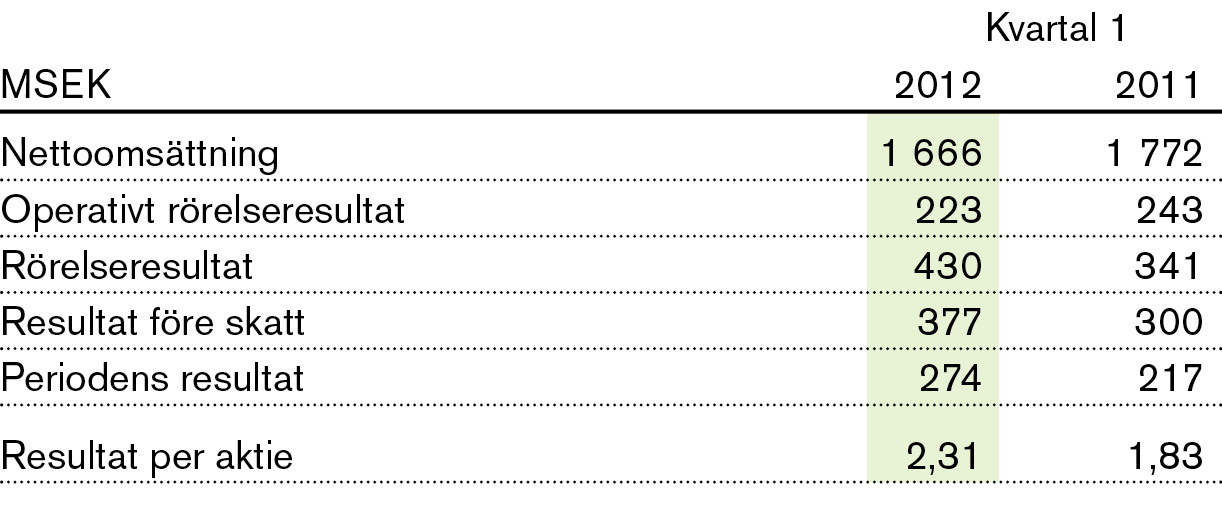 Kvartal 1
MSEK 2012 2011
Nettoomsättning 1 666 1 772
Operativt rörelseresultat 223 243
Rörelseresultat 430 341
Resultat före skatt 377 300
Periodens resultat 274 217
Resultat per aktie 2,31 1,83